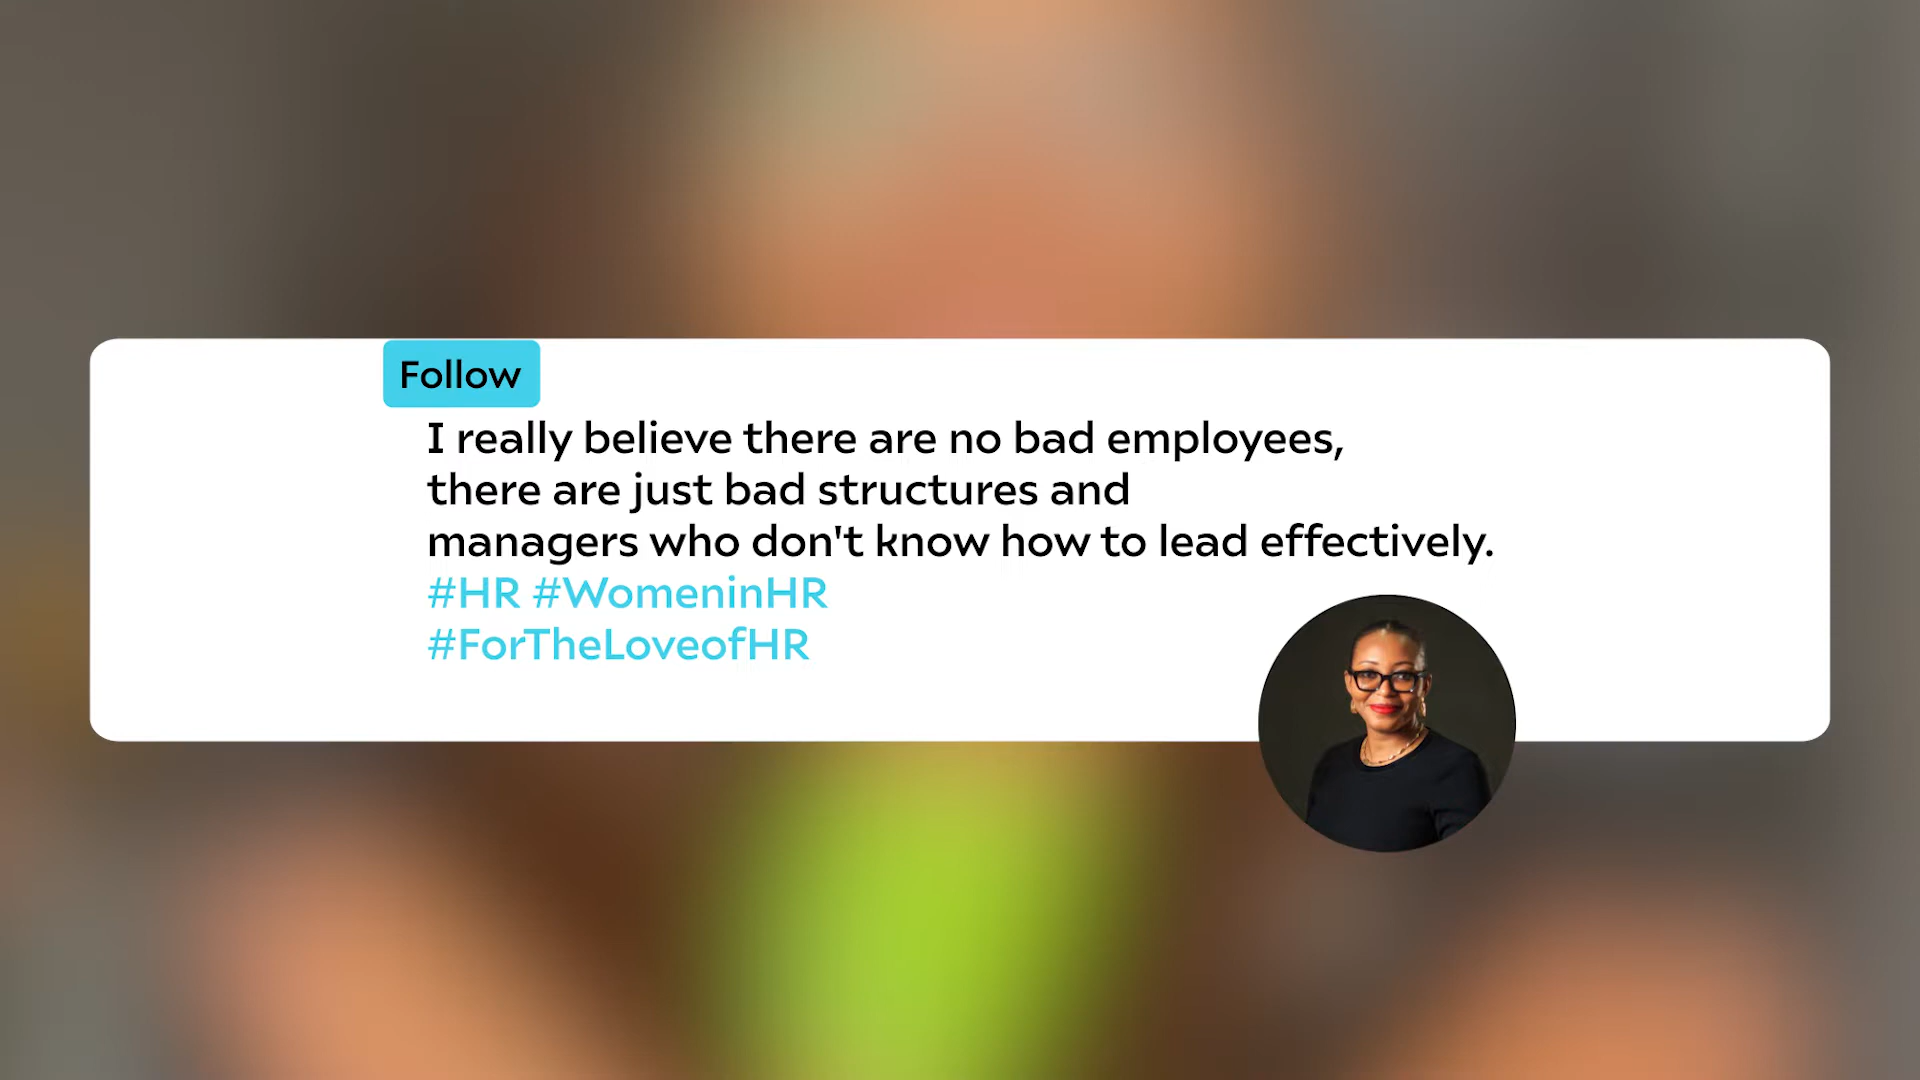 Follow
I really believe there are no bad employees,
there are just bad structures and
managers who don't know how to lead effectively.
#HR #WomeninHR
#ForTheLoveofHR